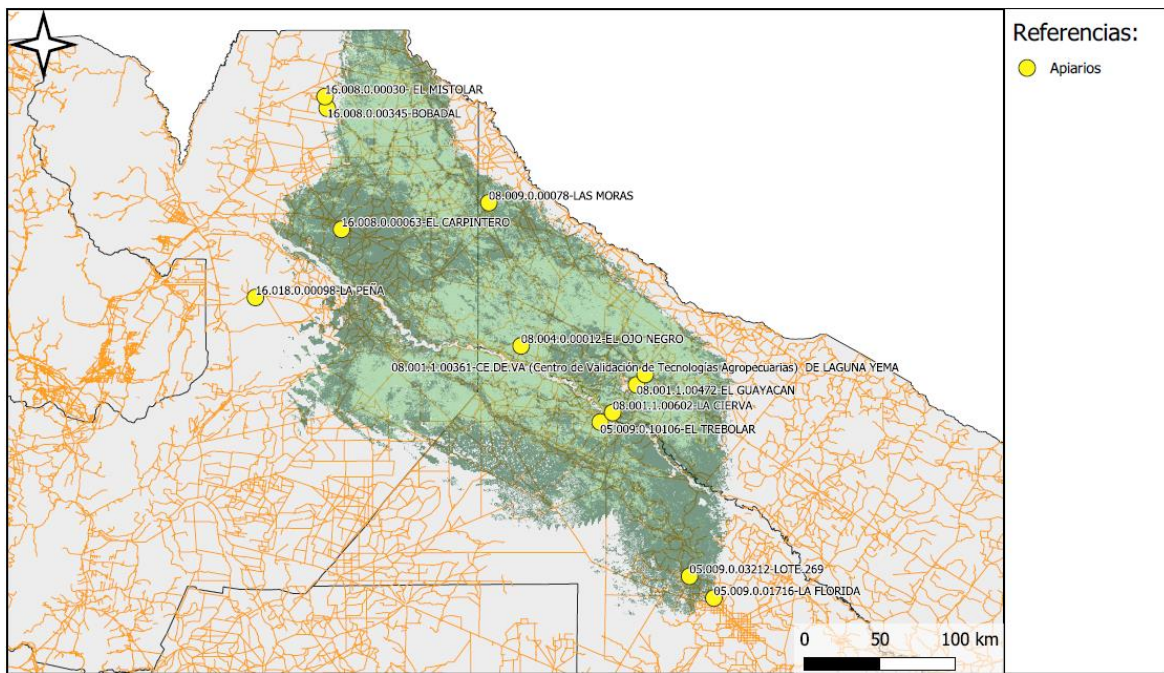 Referencias:
Apiarios
16.008.0.00030- EL MISTOLAR
16.008.0.00345-BOBADAL
08.009.0.00078-LAS MORAS
16.008.0.00063-EL CARPINTERO
16.018.0.00098-LA PEÑA
08.004.0.00012-EL OJO NEGRO
08.001.1.00361-CE.DE.VA (Centro de Validación de Tecnologías Agropecuarias)  DE LAGUNA YEMA
08.001.1.00472-EL GUAYACAN
08.001.1.00602-LA CIERVA
05.009.0.10106-EL TREBOLAR
05.009.0.03212-LOTE 269
05.009.0.01716-LA FLORIDA
0 50 100 km